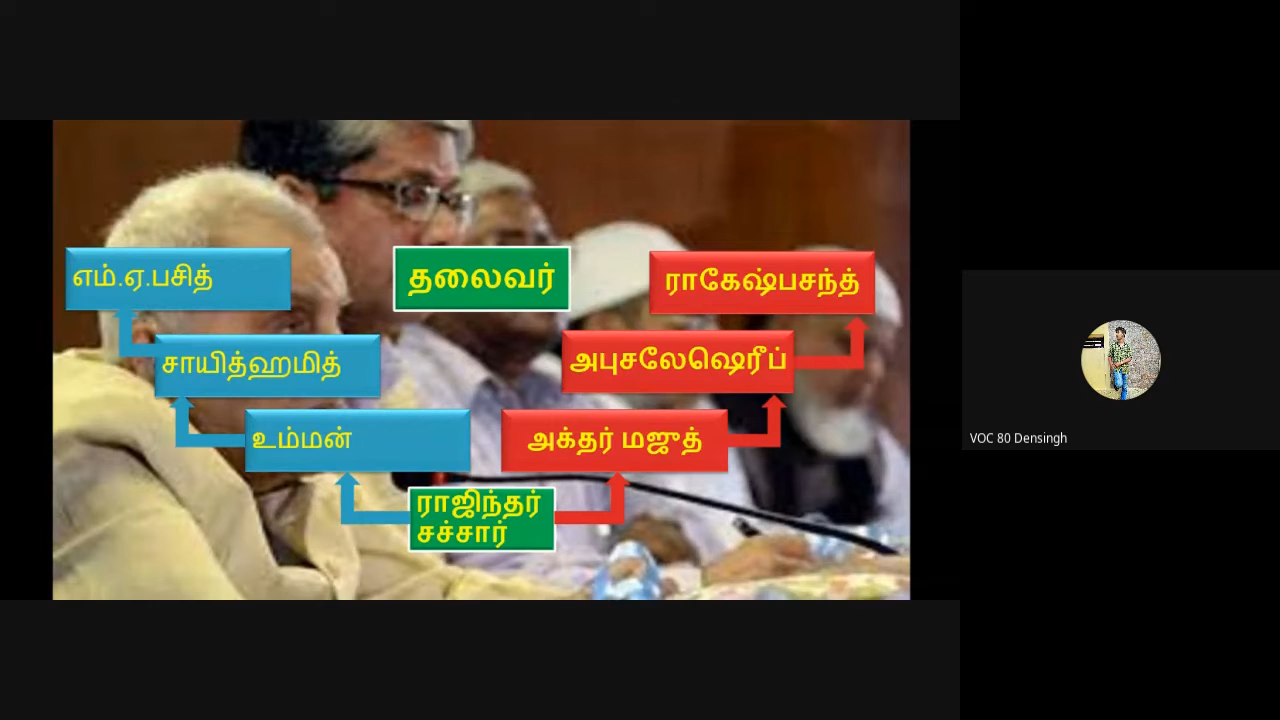 எம்.ஏ.பசித்
தலைவர்
ராகேஷ்பசந்த்
சாயித்ஹமித்
அபுசலேஷெரீப்
உம்மன்
அக்தர் மஜுத்
ராஜிந்தர்
சச்சார்
VOC 80 Densingh